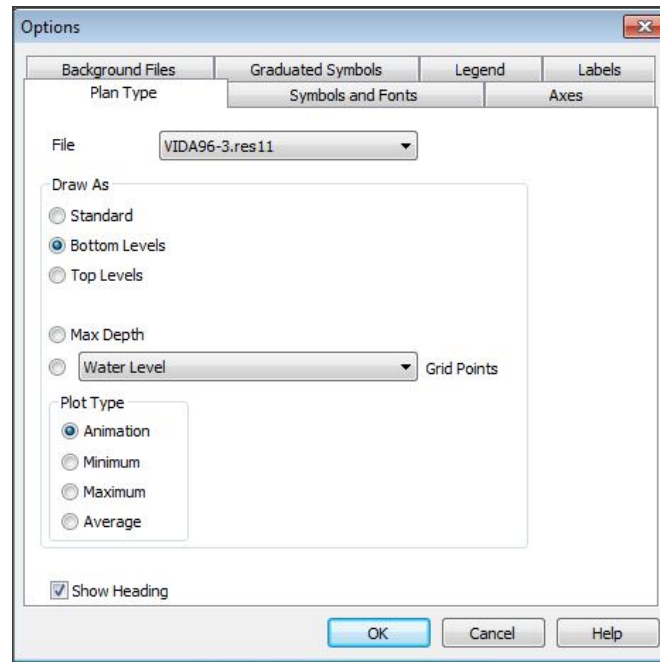 Options
Background Files Graduated Symbols Legend Labels
Plan Type Symbols and Fonts Axes
File VIDA96-3.res11
Draw As
Standard
Bottom Levels
Top Levels
Max Depth
Water Level Grid Points
Plot Type
Animation
Minimum
Maximum
Average
Show Heading
OK Cancel Help